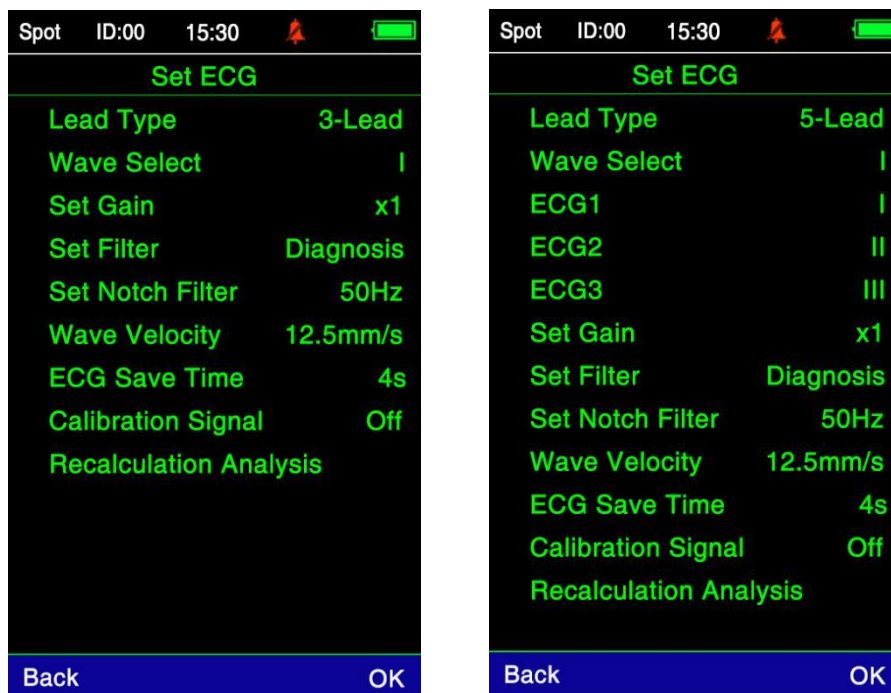 Spot ID:00 15:30
Set ECG
Lead Type 3-Lead
Wave Select I
Set Gain x1
Set Filter Diagnosis
Set Notch Filter 50Hz
Wave Velocity 12.5mm/s
ECG Save Time 4s
Calibration Signal Off
Recalculation Analysis
Back OK
Spot ID:00 15:30
Set ECG
Lead Type 5-Lead
Wave Select I
ECG1 I
ECG2 II
ECG3 III
Set Gain x1
Set Filter Diagnosis
Set Notch Filter 50Hz
Wave Velocity 12.5mm/s
ECG Save Time 4s
Calibration Signal Off
Recalculation Analysis
Back OK